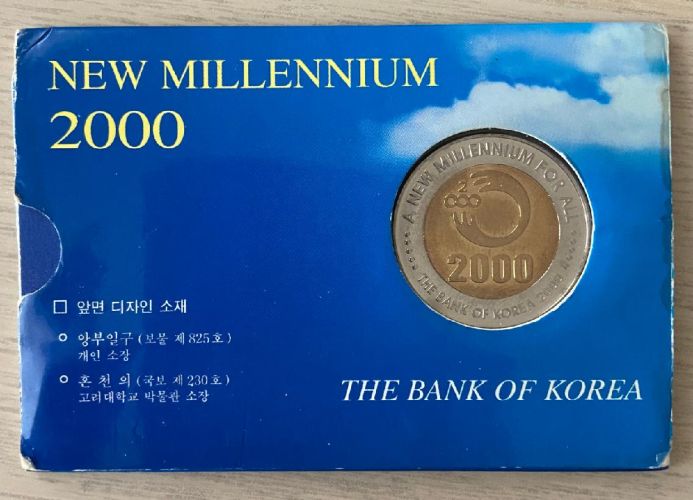 NEW MILLENNIUM
2000
A NEW MILLENNIUM FOR ALL
2
000
2000
THE BANK OF KOREA 2000
□ 앞면 디자인 소재
앙부일구 (보물 제 825호)
개인 소장
혼 천 의 (국보 제 230호)
고려대학교 박물관 소장
THE BANK OF KOREA